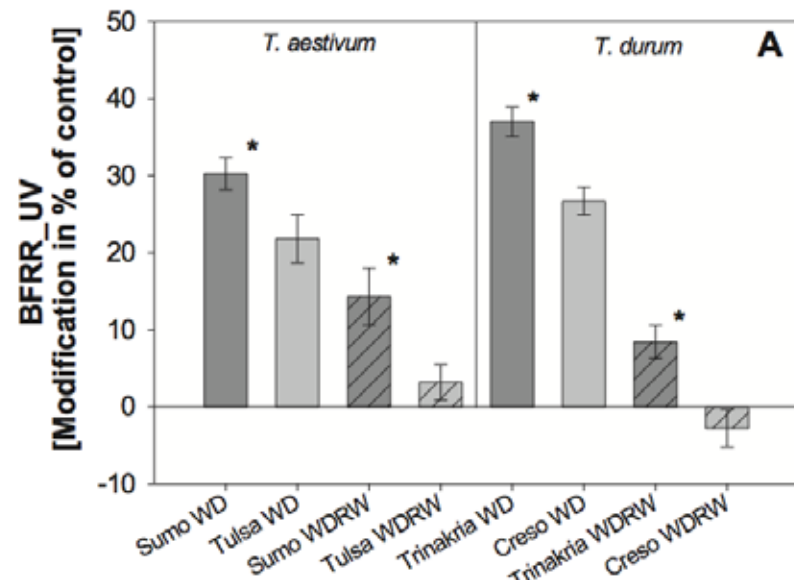 T. aestivum
T. durum
A
*
*
*
*
BFRR_UV
[Modification in % of control]
50
40
30
20
10
0
-10
Sumo WD
Tulsa WD
Sumo WDRW
Tulsa WDRW
Trinakria WD
Creso WD
Trinakria WDRW
Creso WDRW